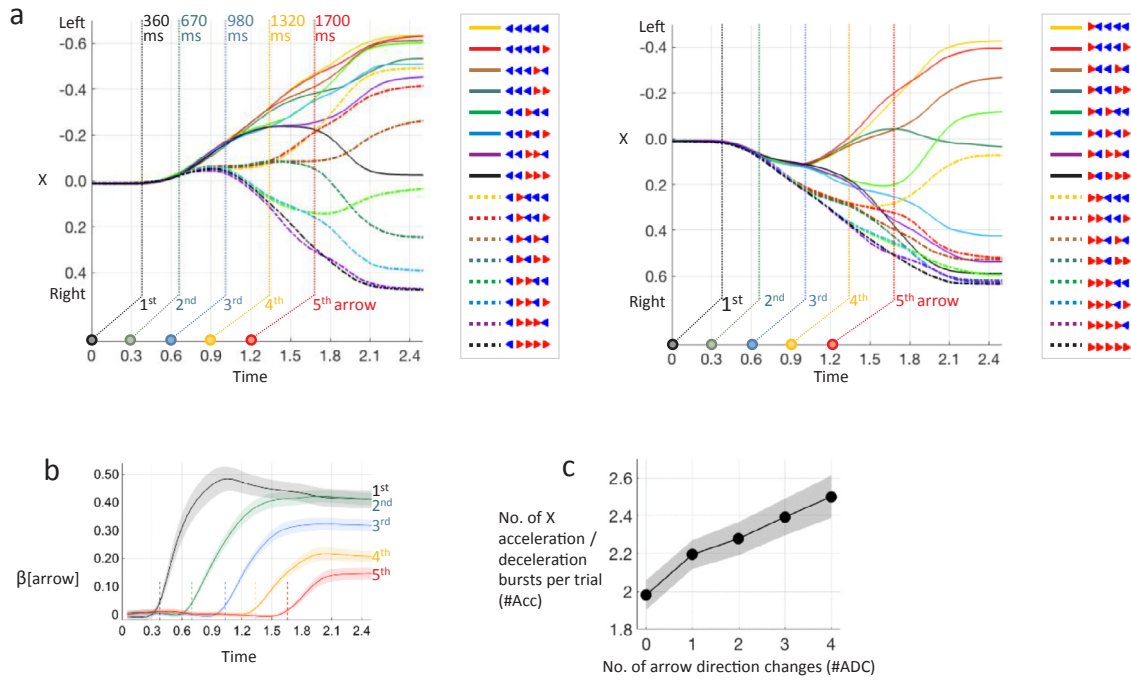 a
Left
360 ms
670 ms
980 ms
1320 ms
1700 ms
-0.6
-0.4
-0.2
X
0.0
0.2
0.4
Right
1st
2nd
3rd
4th
5th arrow
0 0.3 0.6 0.9 1.2 1.5 1.8 2.1 2.4
Time
Left
-0.4
-0.2
X
0.0
0.2
0.4
0.6
Right
1st
2nd
3rd
4th
5th arrow
0 0.3 0.6 0.9 1.2 1.5 1.8 2.1 2.4
Time
b
0.50
0.40
0.30
0.20
0.10
0
β[arrow]
1st
2nd
3rd
4th
5th
0 0.3 0.6 0.9 1.2 1.5 1.8 2.1 2.4
Time
c
No. of X
acceleration /
deceleration
bursts per trial
(#Acc)
2.6
2.4
2.2
2
1.8
0 1 2 3 4
No. of arrow direction changes (#ADC)